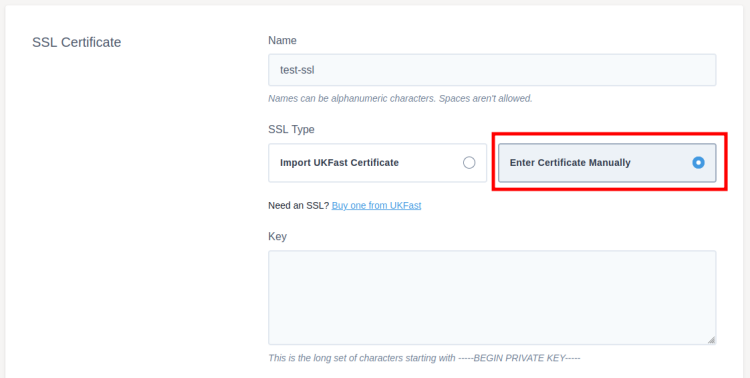 SSL Certificate
Name
test-ssl
Names can be alphanumeric characters. Spaces aren't allowed.
SSL Type
Import UKFast Certificate
Enter Certificate Manually
Need an SSL? Buy one from UKFast
Key
This is the long set of characters starting with -----BEGIN PRIVATE KEY-----